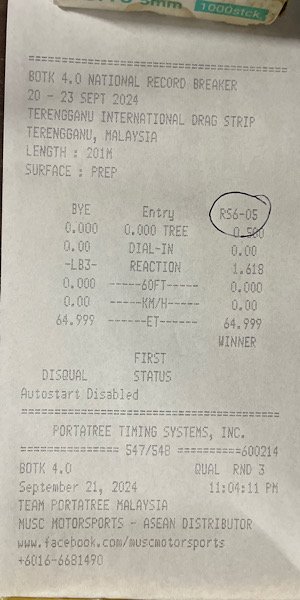 5mm 1000stck.
================================
BOTK 4.0 NATIONAL RECORD BREAKER
20 - 23 SEPT 2024
TERENGGANU INTERNATIONAL DRAG STRIP
TERENGGANU, MALAYSIA
LENGTH : 201M
SURFACE : PREP
BYE Entry RS6-05
0.000 0.000 TREE 0.500
0.00 DIAL-IN 0.00
-LB3- REACTION 1.618
0.000 ------60FT----- 0.000
0.00 ------KM/H----- 0.00
64.999 -------ET------ 64.999
WINNER
FIRST
DISQUAL STATUS
Autostart Disabled
================================
PORTATREE TIMING SYSTEMS, INC.
=============== 547/548 ==========600214
BOTK 4.0 QUAL RND 3
September 21, 2024 11:04:11 PM
TEAM PORTATREE MALAYSIA
MUSC MOTORSPORTS - ASEAN DISTRIBUTOR
www.facebook.com/muscmotorsports
+6016-6681490